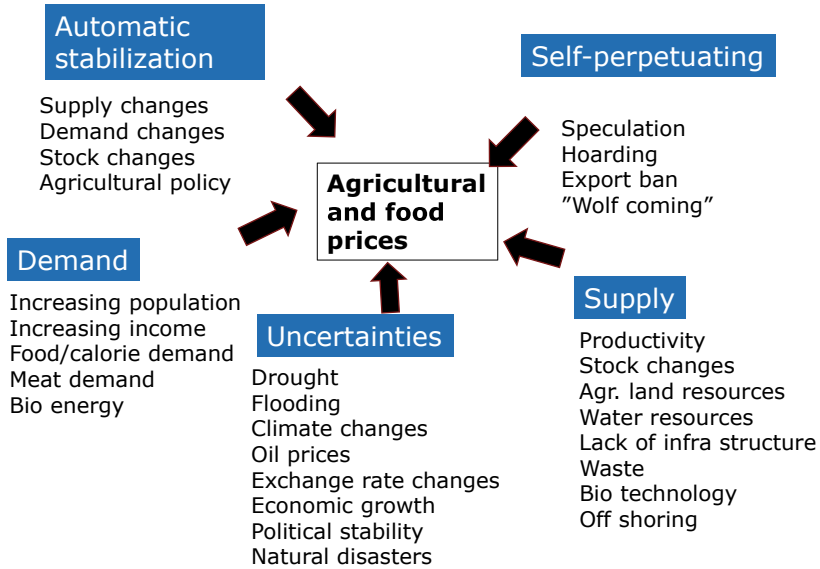 Automatic
stabilization
Supply changes
Demand changes
Stock changes
Agricultural policy
Self-perpetuating
Speculation
Hoarding
Export ban
”Wolf coming”
Agricultural
and food
prices
Demand
Increasing population
Increasing income
Food/calorie demand
Meat demand
Bio energy
Uncertainties
Drought
Flooding
Climate changes
Oil prices
Exchange rate changes
Economic growth
Political stability
Natural disasters
Supply
Productivity
Stock changes
Agr. land resources
Water resources
Lack of infra structure
Waste
Bio technology
Off shoring